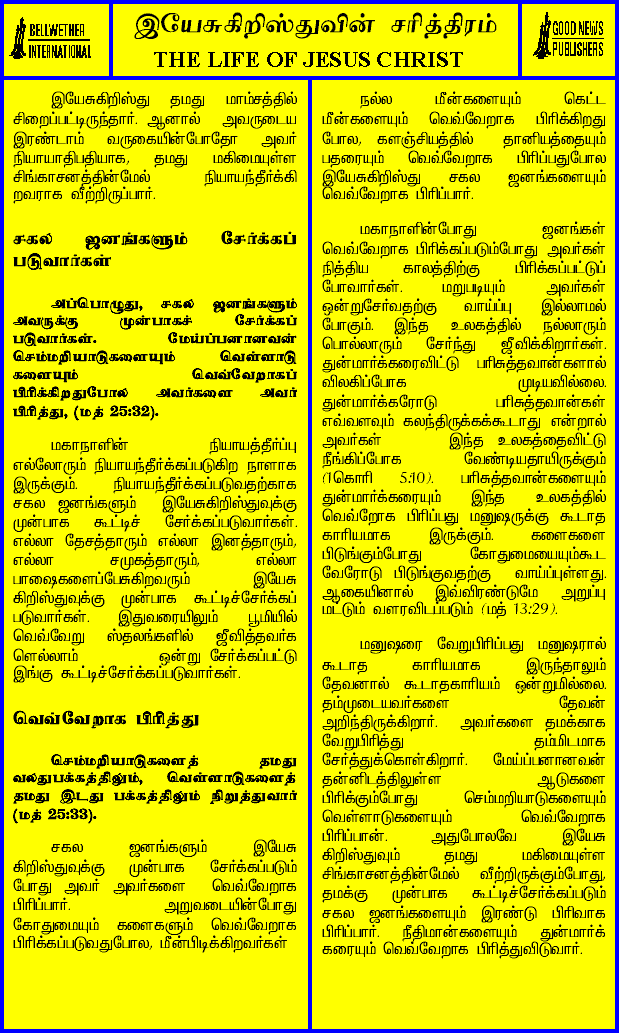 BELLWETHER
INTERNATIONAL
இயேசுகிறிஸ்துவின் சரித்திரம்
THE LIFE OF JESUS CHRIST
GOOD NEWS
PUBLISHERS
இயேசுகிறிஸ்து தமது மாம்சத்தில்
சிறைப்பட்டிருந்தார். ஆனால் அவருடைய
இரண்டாம் வருகையின்போதோ அவர்
நியாயாதிபதியாக, தமது மகிமையுள்ள
சிங்காசனத்தின்மேல் நியாயந்தீர்க்கி
றவராக வீற்றிருப்பார்.
சகல ஜனங்களும் சேர்க்கப்
படுவார்கள்
அப்பொழுது, சகல ஜனங்களும்
அவருக்கு முன்பாகச் சேர்க்கப்
படுவார்கள். மேய்ப்பனானவன்
செம்மறியாடுகளையும் வெள்ளாடு
களையும் வெவ்வேறாகப்
பிரிக்கிறதுபோல அவர்களை அவர்
பிரித்து, (மத் 25:32).
மகாநாளின் நியாயத்தீர்ப்பு
எல்லோரும் நியாயந்தீர்க்கப்படுகிற நாளாக
இருக்கும். நியாயந்தீர்க்கப்படுவதற்காக
சகல ஜனங்களும் இயேசுகிறிஸ்துவுக்கு
முன்பாக கூட்டிச் சேர்க்கப்படுவார்கள்.
எல்லா தேசத்தாரும் எல்லா இனத்தாரும்,
எல்லா சமுகத்தாரும், எல்லா
பாஷைகளைப்பேசுகிறவரும் இயேசு
கிறிஸ்துவுக்கு முன்பாக கூட்டிச்சேர்க்கப்
படுவார்கள். இதுவரையிலும் பூமியில்
வெவ்வேறு ஸ்தலங்களில் ஜீவித்தவர்க
ளெல்லாம் ஒன்று சேர்க்கப்பட்டு
இங்கு கூட்டிச்சேர்க்கப்படுவார்கள்.
வெவ்வேறாக பிரித்து
செம்மறியாடுகளைத் தமது
வலதுபக்கத்திலும், வெள்ளாடுகளைத்
தமது இடது பக்கத்திலும் நிறுத்துவார்
(மத் 25:33).
சகல ஜனங்களும் இயேசு
கிறிஸ்துவுக்கு முன்பாக சேர்க்கப்படும்
போது அவர் அவர்களை வெவ்வேறாக
பிரிப்பார். அறுவடையின்போது
கோதுமையும் களைகளும் வெவ்வேறாக
பிரிக்கப்படுவதுபோல, மீன்பிடிக்கிறவர்கள்
நல்ல மீன்களையும் கெட்ட
மீன்களையும் வெவ்வேறாக பிரிக்கிறது
போல, களஞ்சியத்தில் தானியத்தையும்
பதரையும் வெவ்வேறாக பிரிப்பதுபோல
இயேசுகிறிஸ்து சகல ஜனங்களையும்
வெவ்வேறாக பிரிப்பார்.
மகாநாளின்போது ஜனங்கள்
வெவ்வேறாக பிரிக்கப்படும்போது அவர்கள்
நித்திய காலத்திற்கு பிரிக்கப்பட்டுப்
போவார்கள். மறுபடியும் அவர்கள்
ஒன்றுசேர்வதற்கு வாய்ப்பு இல்லாமல்
போகும். இந்த உலகத்தில் நல்லாரும்
பொல்லாரும் சேர்ந்து ஜீவிக்கிறார்கள்.
துன்மார்க்கரைவிட்டு பரிசுத்தவான்களால்
விலகிப்போக முடியவில்லை.
துன்மார்க்கரோடு பரிசுத்தவான்கள்
எவ்வளவும் கலந்திருக்கக்கூடாது என்றால்
அவர்கள் இந்த உலகத்தைவிட்டு
நீங்கிப்போக வேண்டியதாயிருக்கும்
(1கொரி 5:10). பரிசுத்தவான்களையும்
துன்மார்க்கரையும் இந்த உலகத்தில்
வெவ்றோக பிரிப்பது மனுஷருக்கு கூடாத
காரியமாக இருக்கும். களைகளை
பிடுங்கும்போது கோதுமையையும்கூட
வேரோடு பிடுங்குவதற்கு வாய்ப்புள்ளது.
ஆகையினால் இவ்விரண்டுமே அறுப்பு
மட்டும் வளரவிடப்படும் (மத் 13:29).
மனுஷரை வேறுபிரிப்பது மனுஷரால்
கூடாத காரியமாக இருந்தாலும்
தேவனால் கூடாதகாரியம் ஒன்றுமில்லை.
தம்முடையவர்களை தேவன்
அறிந்திருக்கிறார். அவர்களை தமக்காக
வேறுபிரித்து தம்மிடமாக
சேர்த்துக்கொள்கிறார். மேய்ப்பனானவன்
தன்னிடத்திலுள்ள ஆடுகளை
பிரிக்கும்போது செம்மறியாடுகளையும்
வெள்ளாடுகளையும் வெவ்வேறாக
பிரிப்பான். அதுபோலவே இயேசு
கிறிஸ்துவும் தமது மகிமையுள்ள
சிங்காசனத்தின்மேல் வீற்றிருக்கும்போது,
தமக்கு முன்பாக கூட்டிச்சேர்க்கப்படும்
சகல ஜனங்களையும் இரண்டு பிரிவாக
பிரிப்பார். நீதிமான்களையும் துன்மார்க்
கரையும் வெவ்வேறாக பிரித்துவிடுவார்.